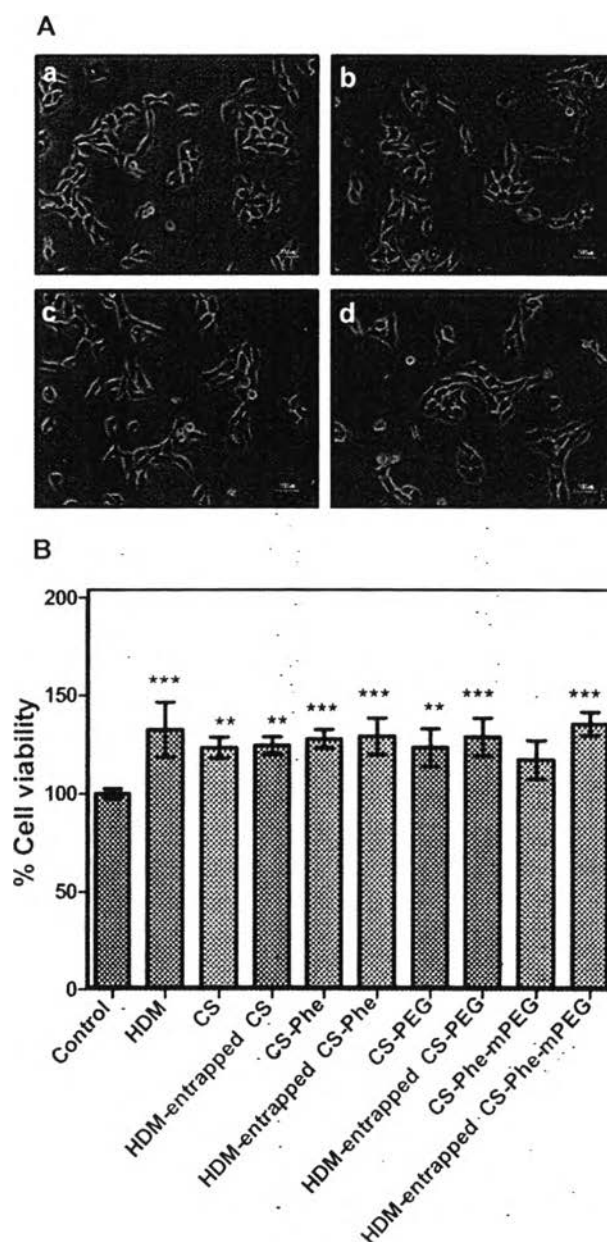 A
a
b
c
d
B
% Cell viability
200
150
100
50
0
***
**
**
***
***
**
***
***
Control
HDM
CS
HDM-entrapped CS
CS-Phe
HDM-entrapped CS-Phe
CS-PEG
HDM-entrapped CS-PEG
CS-Phe-mPEG
HDM-entrapped CS-Phe-mPEG